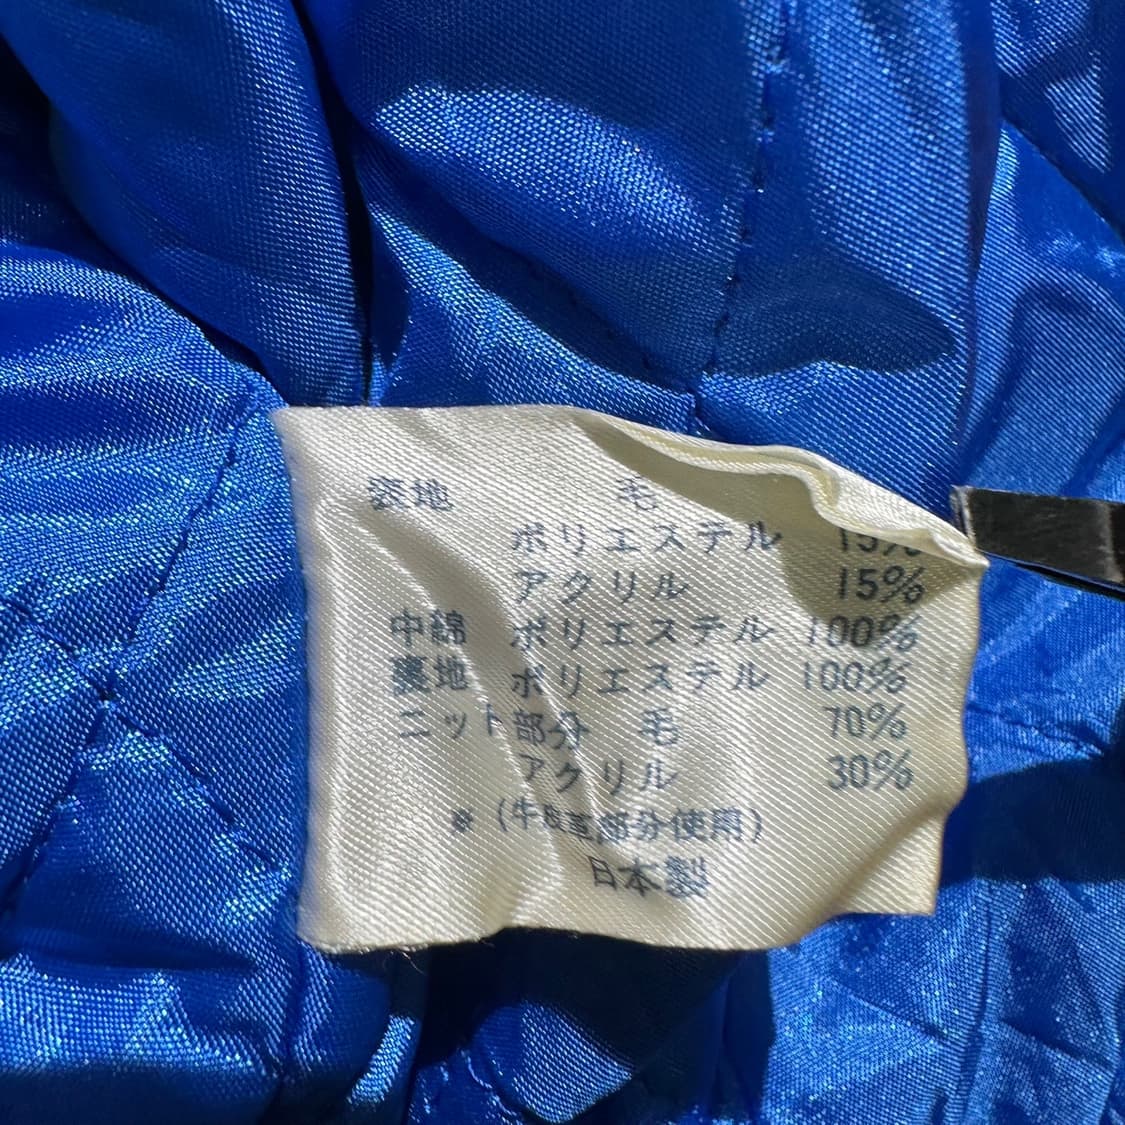 表地 毛
ポリエステル 15%
アクリル 15%
中綿 ポリエステル 100%
裏地 ポリエステル 100%
ニット部分 毛 70%
アクリル 30%
※(牛皮革部分使用)
日本製